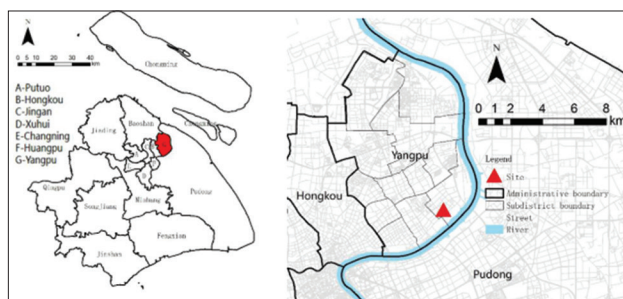 N
0 5 10 20 30 40
km
A-Putuo
B-Hongkou
C-Jingan
D-Xuhui
E-Changning
F-Huangpu
G-Yangpu
Chongming
Chongming
Jiading
Baoshan
Qingpu
Songjiang
Minhang
Pudong
Fengxian
Jinshan
N
0 1 2 4 6 8
km
Yangpu
Hongkou
Pudong
Legend
Site
Administrative boundary
Subdistrict boundary
Street
River